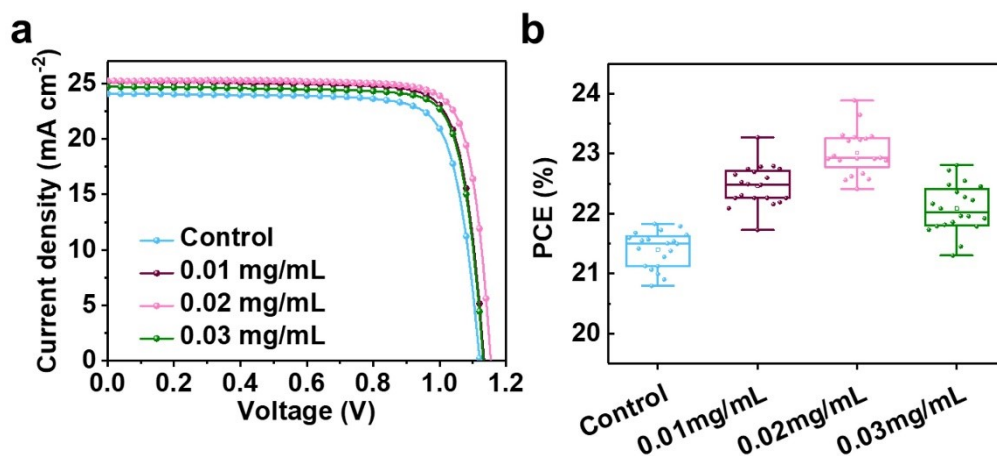 a
Current density (mA cm⁻²)
25
20
15
10
5
0
0.0 0.2 0.4 0.6 0.8 1.0 1.2
Voltage (V)
Control
0.01 mg/mL
0.02 mg/mL
0.03 mg/mL
b
PCE (%)
24
23
22
21
20
Control 0.01mg/mL 0.02mg/mL 0.03mg/mL